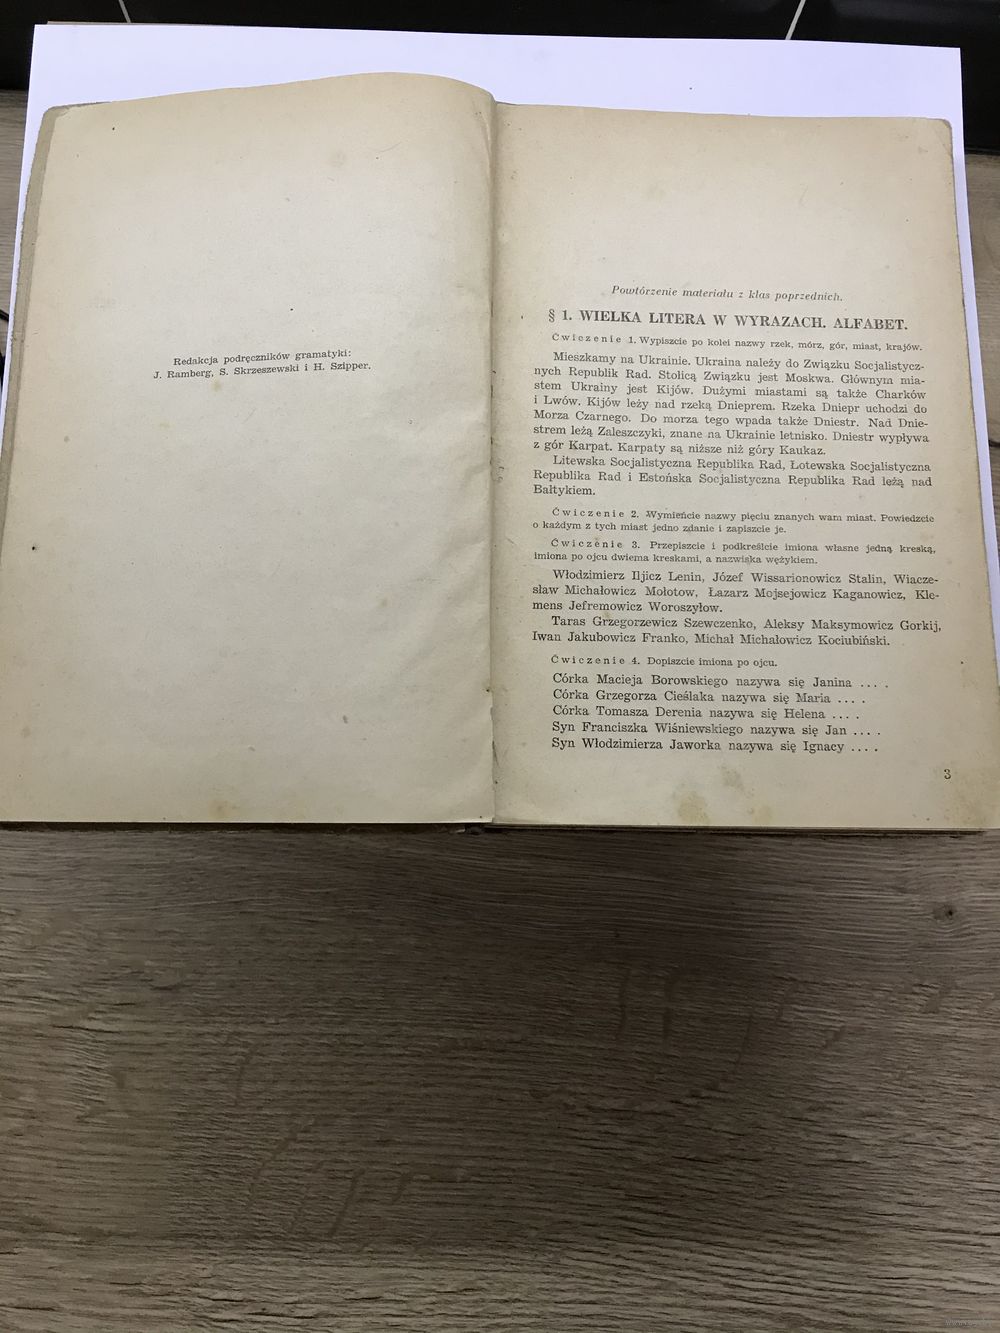 Redakcja podręczników gramatyki:
J. Ramberg, S. Skrzeszewski i H. Szipper.
Powtórzenie materiału z klas poprzednich.
§ 1. WIELKA LITERA W WYRAZACH. ALFABET.
Ćwiczenie 1. Wypiszcie po kolei nazwy rzek, mórz, gór, miast, krajów.
Mieszkamy na Ukrainie. Ukraina należy do Związku Socjalistycz-
nych Republik Rad. Stolicą Związku jest Moskwa. Głównym mia-
stem Ukrainy jest Kijów. Dużymi miastami są także Charków
i Lwów. Kijów leży nad rzeką Dnieprem. Rzeka Dniepr uchodzi do
Morza Czarnego. Do morza tego wpada także Dniestr. Nad Dnie-
strem leżą Zaleszczyki, znane na Ukrainie letnisko. Dniestr wypływa
z gór Karpat. Karpaty są niższe niż góry Kaukaz.
Litewska Socjalistyczna Republika Rad, Łotewska Socjalistyczna
Republika Rad i Estońska Socjalistyczna Republika Rad leżą nad
Bałtykiem.
Ćwiczenie 2. Wymieńcie nazwy pięciu znanych wam miast. Powiedzcie
o każdym z tych miast jedno zdanie i zapiszcie je.
Ćwiczenie 3. Przepiszcie i podkreślcie imiona własne jedną kreską,
imiona po ojcu dwiema kreskami, a nazwiska wężykiem.
Włodzimierz Iljicz Lenin, Józef Wissarionowicz Stalin, Wiacze-
sław Michałowicz Mołotow, Łazarz Mojsejowicz Kaganowicz, Kle-
mens Jefremowicz Woroszyłow.
Taras Grzegorzewicz Szewczenko, Aleksy Maksymowicz Gorkij,
Iwan Jakubowicz Franko, Michał Michałowicz Kociubiński.
Ćwiczenie 4. Dopiszcie imiona po ojcu.
Córka Macieja Borowskiego nazywa się Janina ....
Córka Grzegorza Cieślaka nazywa się Maria ....
Córka Tomasza Derenia nazywa się Helena ....
Syn Franciszka Wiśniewskiego nazywa się Jan ....
Syn Włodzimierza Jaworka nazywa się Ignacy ....
3